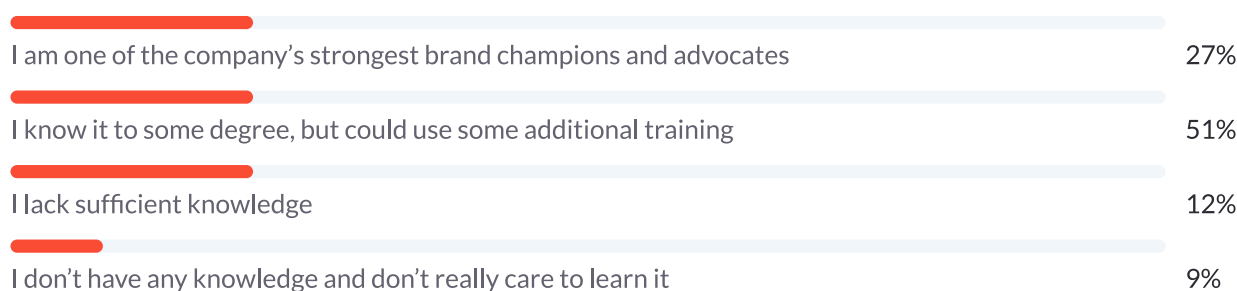 I am one of the company’s strongest brand champions and advocates 27%
I know it to some degree, but could use some additional training 51%
I lack sufficient knowledge 12%
I don’t have any knowledge and don’t really care to learn it 9%